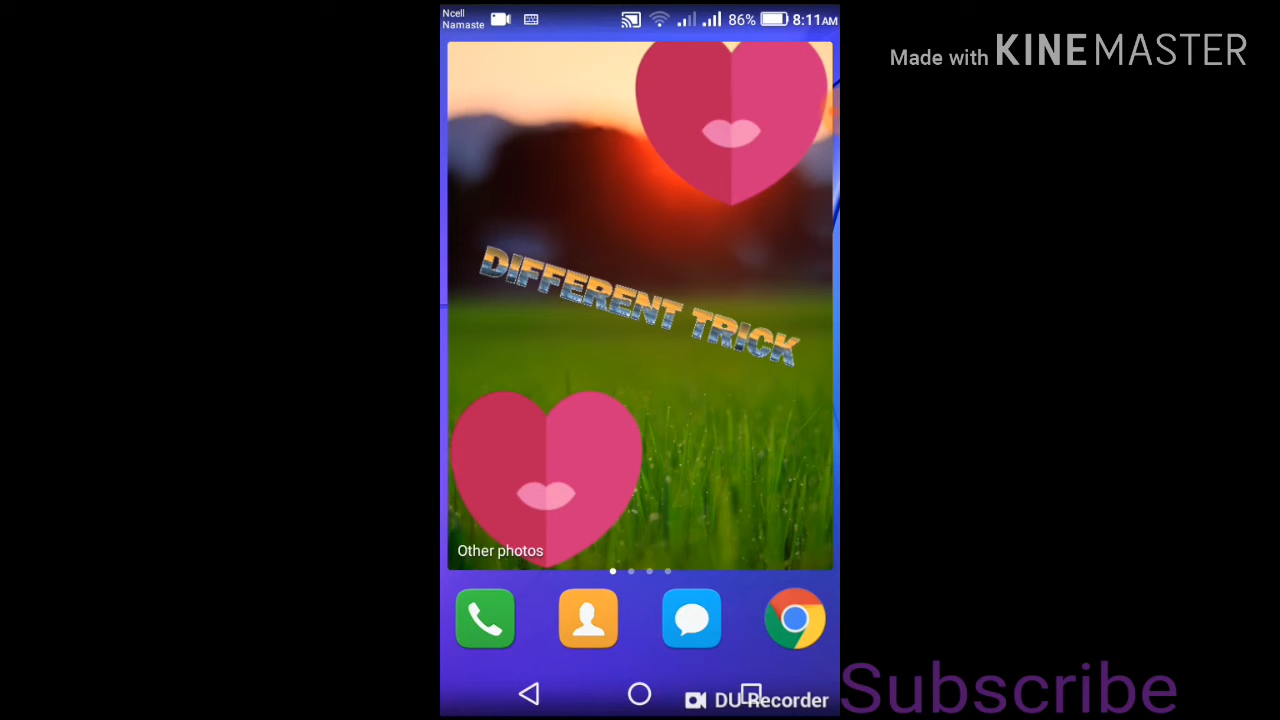 Ncell
Namaste
86% 8:11AM
Made with KINEMASTER
DIFFERENT TRICK
Other photos
DU Recorder
Subscribe